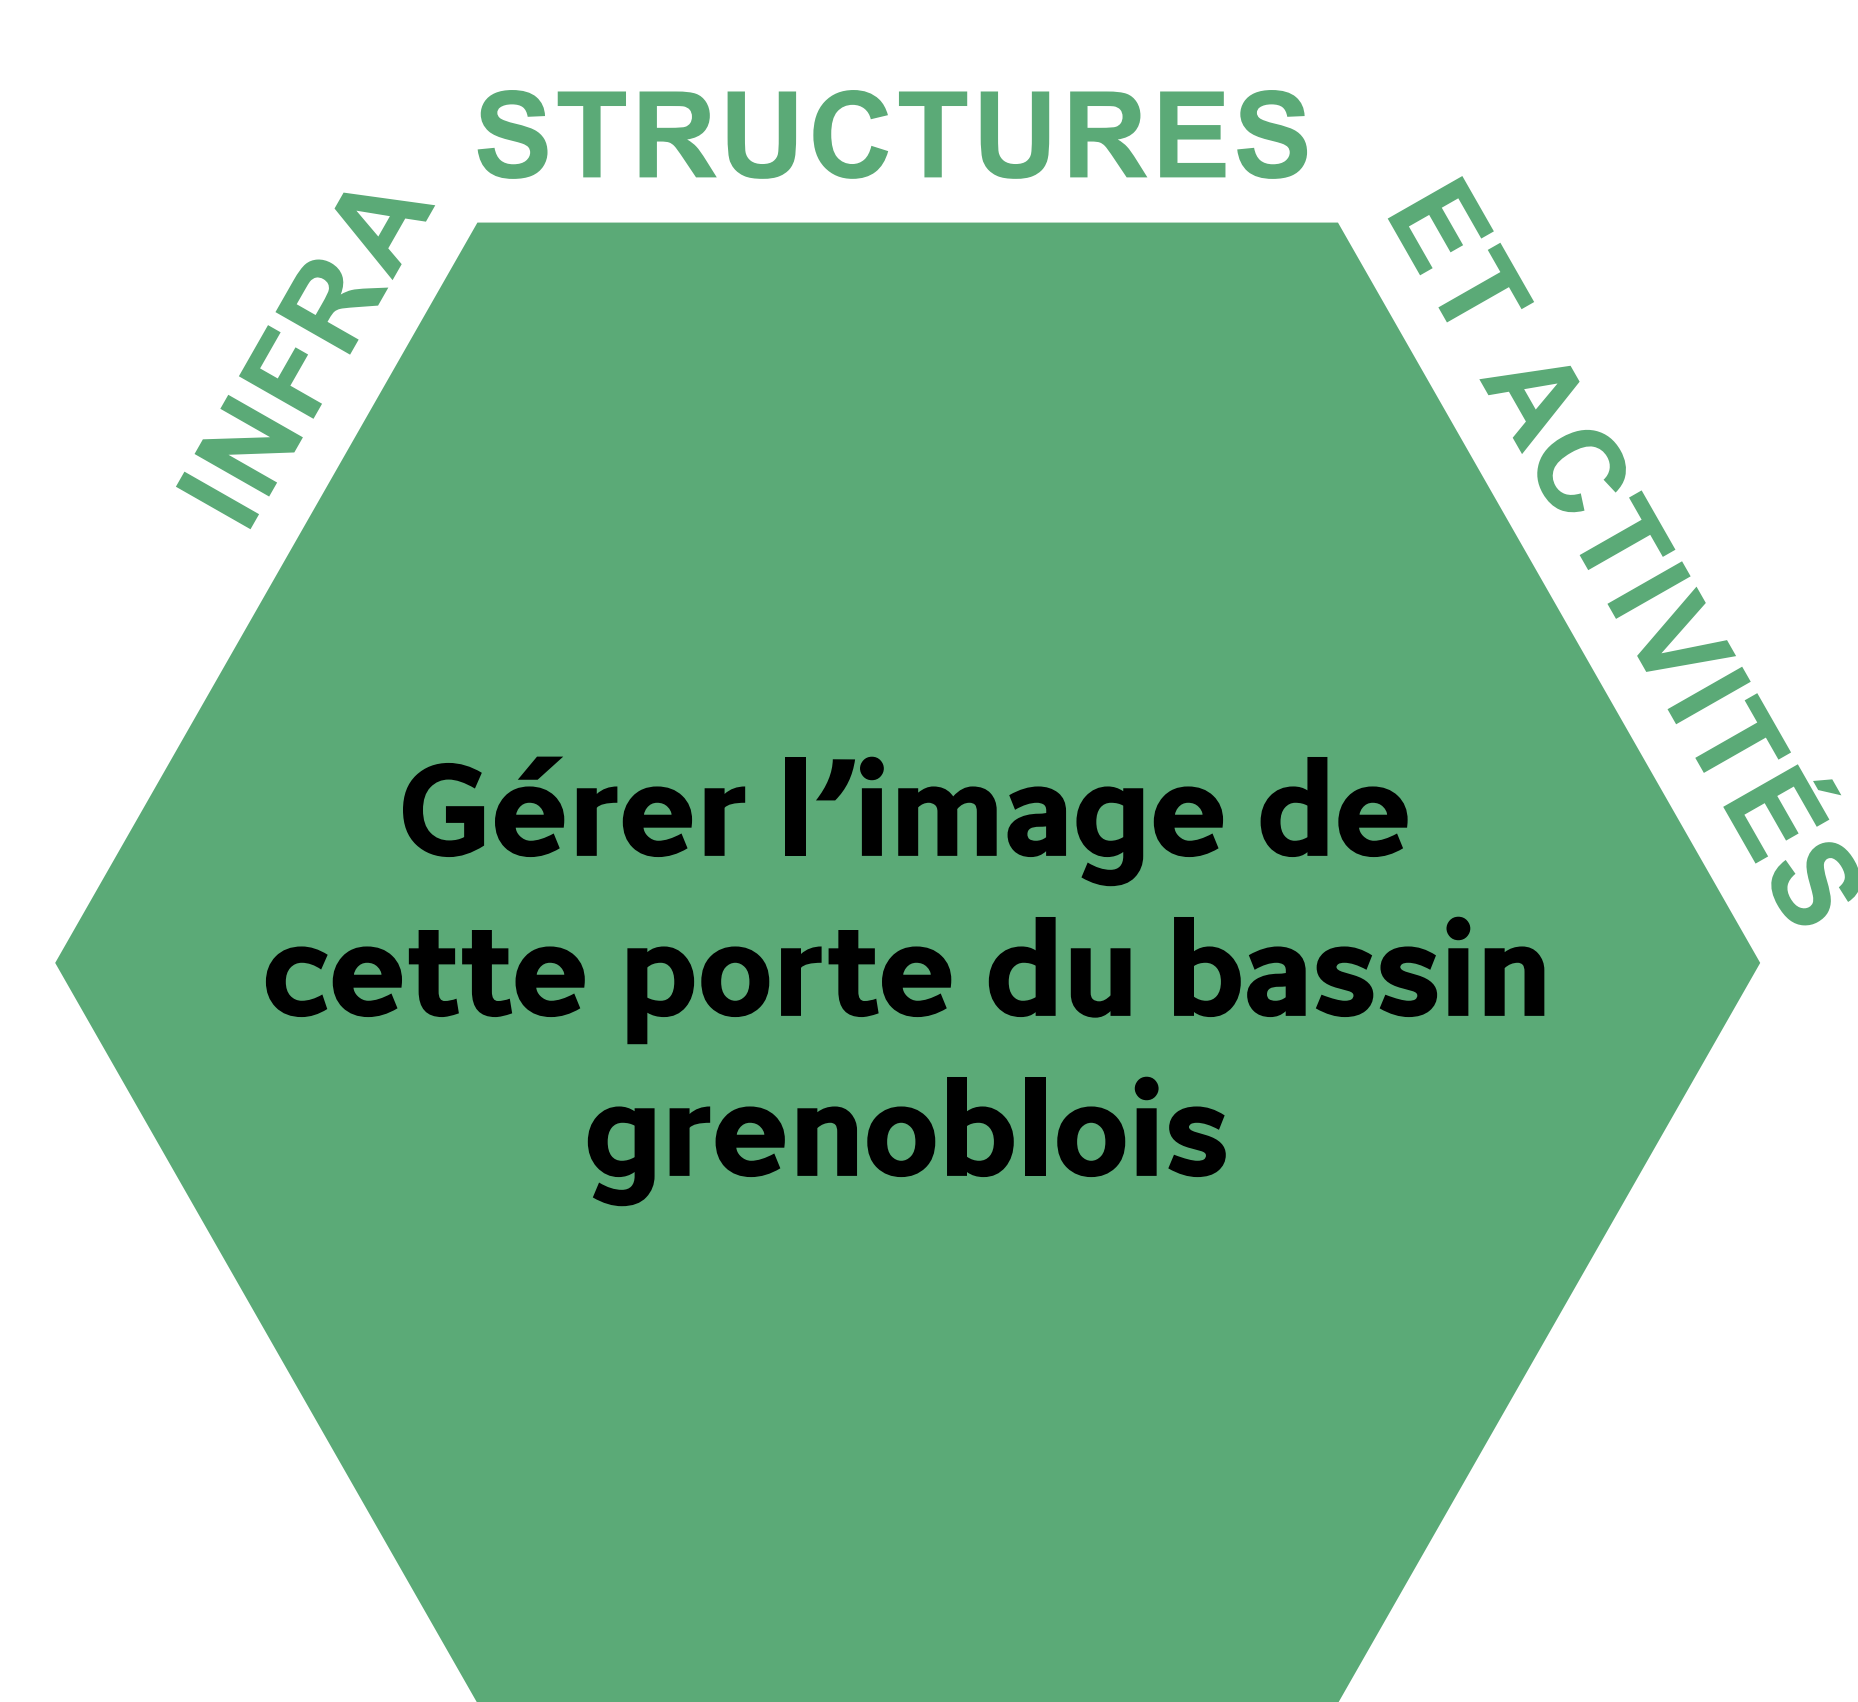 INFRA
STRUCTURES
ET ACTIVITÉS
Gérer l’image de
cette porte du bassin
grenoblois